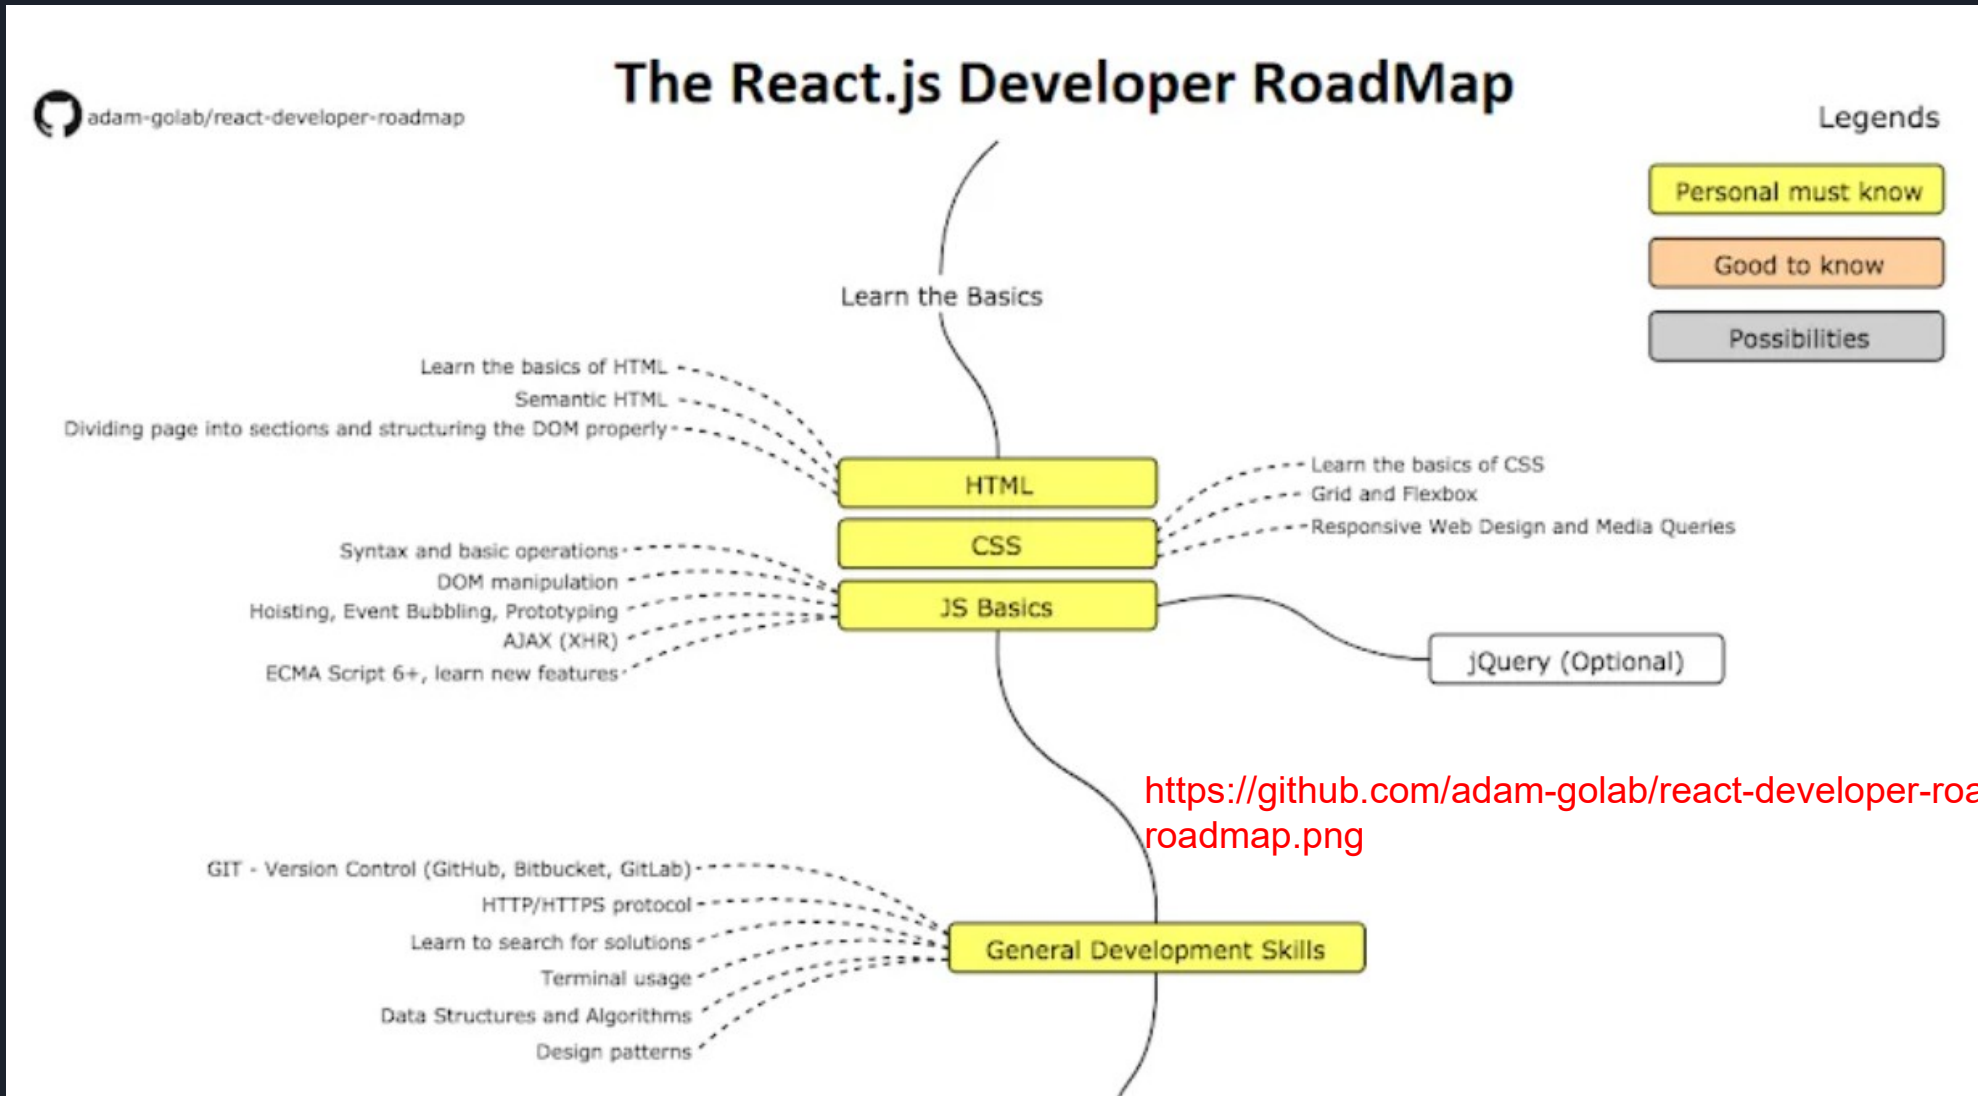 The React.js Developer RoadMap
adam-golab/react-developer-roadmap
Legends
Personal must know
Good to know
Possibilities
Learn the Basics
Learn the basics of HTML
Semantic HTML
Dividing page into sections and structuring the DOM properly
HTML
Learn the basics of CSS
Grid and Flexbox
Responsive Web Design and Media Queries
CSS
Syntax and basic operations
DOM manipulation
Hoisting, Event Bubbling, Prototyping
AJAX (XHR)
ECMA Script 6+, learn new features
JS Basics
jQuery (Optional)
https://github.com/adam-golab/react-developer-roa
roadmap.png
GIT - Version Control (GitHub, Bitbucket, GitLab)
HTTP/HTTPS protocol
Learn to search for solutions
Terminal usage
Data Structures and Algorithms
Design patterns
General Development Skills